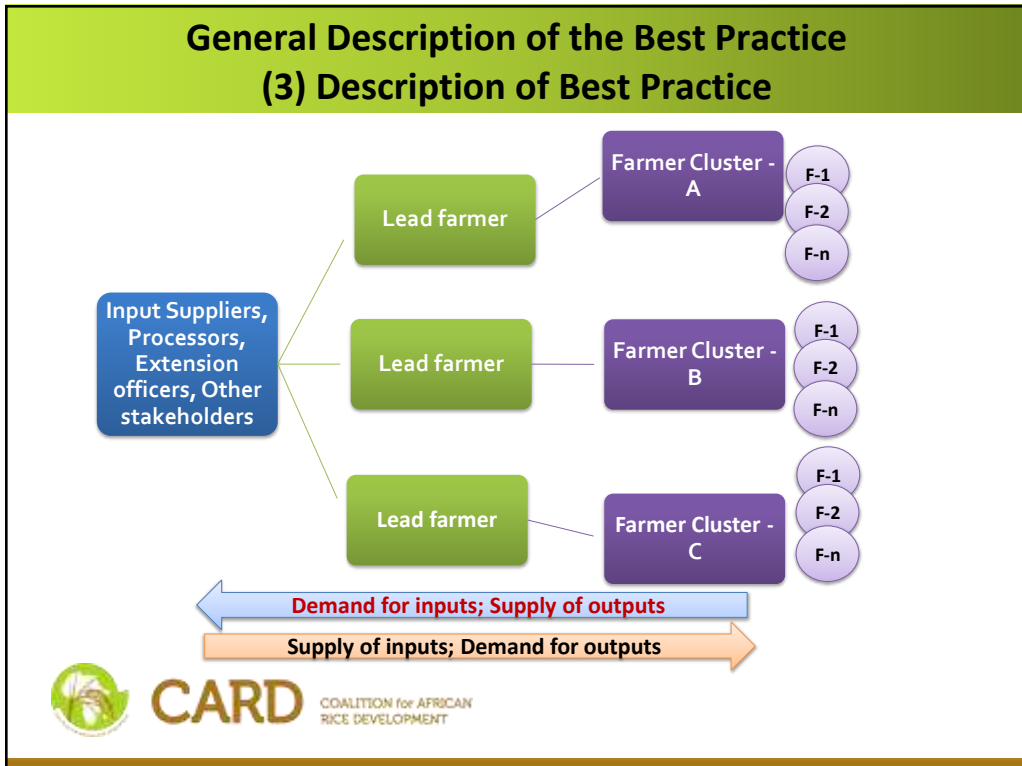 General Description of the Best Practice
(3) Description of Best Practice
Input Suppliers,
Processors,
Extension
officers, Other
stakeholders
Lead farmer
Farmer Cluster -
A
F-1
F-2
F-n
Lead farmer
Farmer Cluster -
B
F-1
F-2
F-n
Lead farmer
Farmer Cluster -
C
F-1
F-2
F-n
Demand for inputs; Supply of outputs
Supply of inputs; Demand for outputs
CARD
COALITION for AFRICAN
RICE DEVELOPMENT